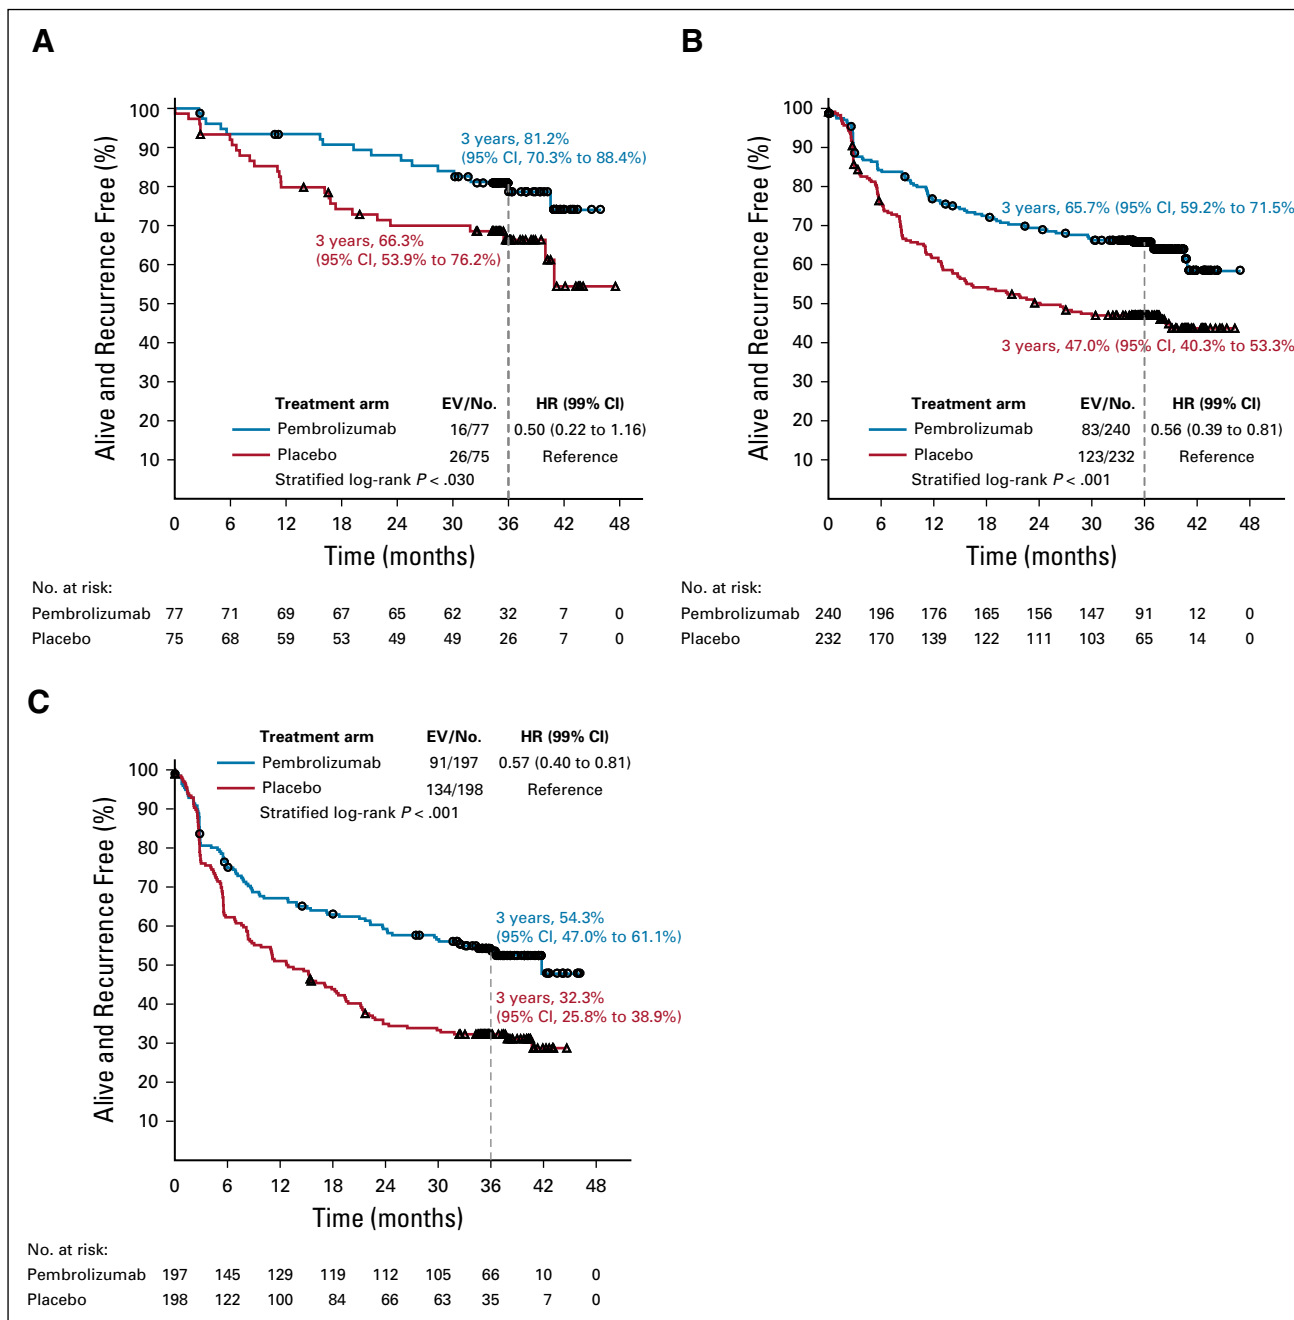 A
Alive and Recurrence Free (%)
100
90
80
70
60
50
40
30
20
10
3 years, 81.2%
(95% CI, 70.3% to 88.4%)
3 years, 66.3%
(95% CI, 53.9% to 76.2%)
Treatment arm EV/No. HR (99% CI)
Pembrolizumab 16/77 0.50 (0.22 to 1.16)
Placebo 26/75 Reference
Stratified log-rank P < .030
0 6 12 18 24 30 36 42 48
Time (months)
No. at risk:
Pembrolizumab 77 71 69 67 65 62 32 7 0
Placebo 75 68 59 53 49 49 26 7 0
B
Alive and Recurrence Free (%)
100
90
80
70
60
50
40
30
20
10
3 years, 65.7% (95% CI, 59.2% to 71.5%
3 years, 47.0% (95% CI, 40.3% to 53.3%
Treatment arm EV/No. HR (99% CI)
Pembrolizumab 83/240 0.56 (0.39 to 0.81)
Placebo 123/232 Reference
Stratified log-rank P < .001
0 6 12 18 24 30 36 42 48
Time (months)
No. at risk:
Pembrolizumab 240 196 176 165 156 147 91 12 0
Placebo 232 170 139 122 111 103 65 14 0
C
Treatment arm EV/No. HR (99% CI)
Pembrolizumab 91/197 0.57 (0.40 to 0.81)
Placebo 134/198 Reference
Stratified log-rank P < .001
Alive and Recurrence Free (%)
100
90
80
70
60
50
40
30
20
10
3 years, 54.3%
(95% CI, 47.0% to 61.1%)
3 years, 32.3%
(95% CI, 25.8% to 38.9%)
0 6 12 18 24 30 36 42 48
Time (months)
No. at risk:
Pembrolizumab 197 145 129 119 112 105 66 10 0
Placebo 198 122 100 84 66 63 35 7 0